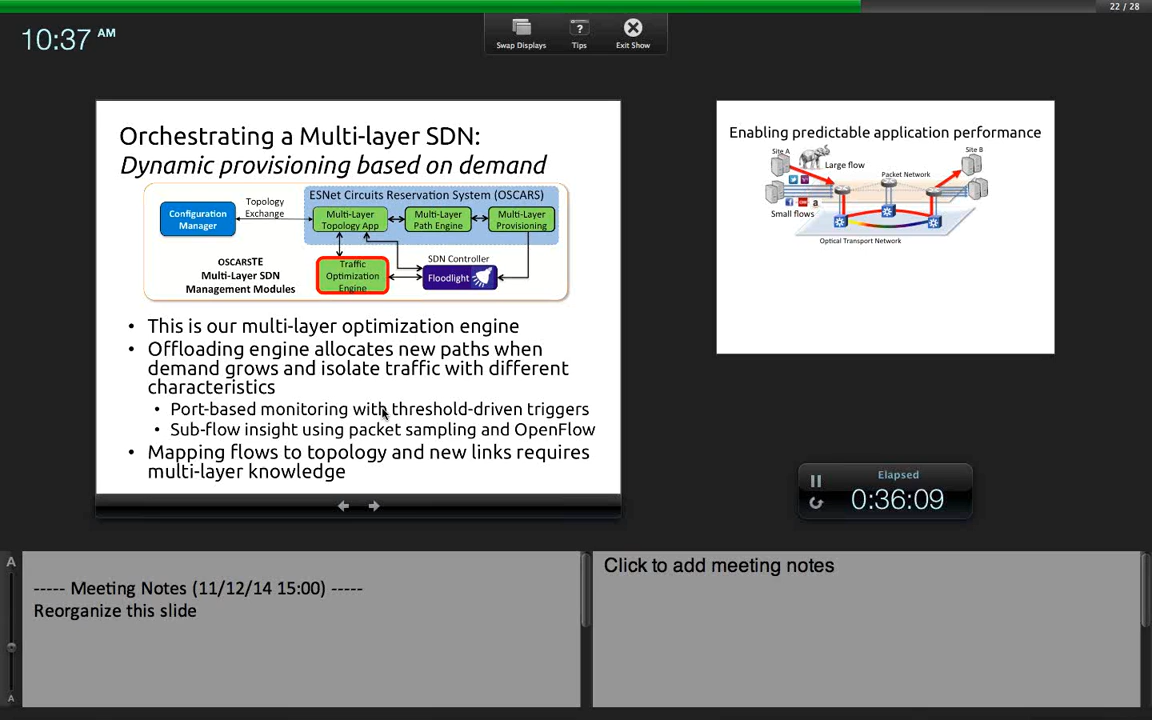 22 / 28
10:37 AM
Swap Displays
Tips
Exit Show
Orchestrating a Multi-layer SDN:
Dynamic provisioning based on demand
ESNet Circuits Reservation System (OSCARS)
Configuration
Manager
Topology
Exchange
Multi-Layer
Topology App
Multi-Layer
Path Engine
Multi-Layer
Provisioning
OSCARSTE
Multi-Layer SDN
Management Modules
Traffic
Optimization
Engine
SDN Controller
Floodlight
• This is our multi-layer optimization engine
• Offloading engine allocates new paths when
demand grows and isolate traffic with different
characteristics
• Port-based monitoring with threshold-driven triggers
• Sub-flow insight using packet sampling and OpenFlow
• Mapping flows to topology and new links requires
multi-layer knowledge
Enabling predictable application performance
Site A
Large flow
Packet Network
Site B
Small flows
Optical Transport Network
Elapsed
0:36:09
A
A
----- Meeting Notes (11/12/14 15:00) -----
Reorganize this slide
Click to add meeting notes